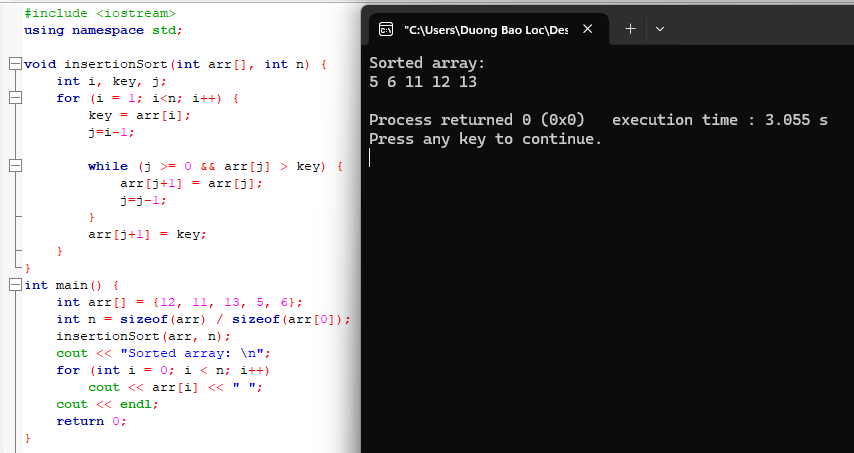 #include <iostream>
using namespace std;
void insertionSort(int arr[], int n) {
    int i, key, j;
    for (i = 1; i<n; i++) {
        key = arr[i];
        j=i-1;
        while (j >= 0 && arr[j] > key) {
            arr[j+1] = arr[j];
            j=j-1;
        }
        arr[j+1] = key;
    }
}
int main() {
    int arr[] = {12, 11, 13, 5, 6};
    int n = sizeof(arr) / sizeof(arr[0]);
    insertionSort(arr, n);
    cout << "Sorted array: \n";
    for (int i = 0; i < n; i++)
        cout << arr[i] << " ";
    cout << endl;
    return 0;
}
"C:\Users\Duong Bao Loc\Des
Sorted array:
5 6 11 12 13
Process returned 0 (0x0)   execution time : 3.055 s
Press any key to continue.